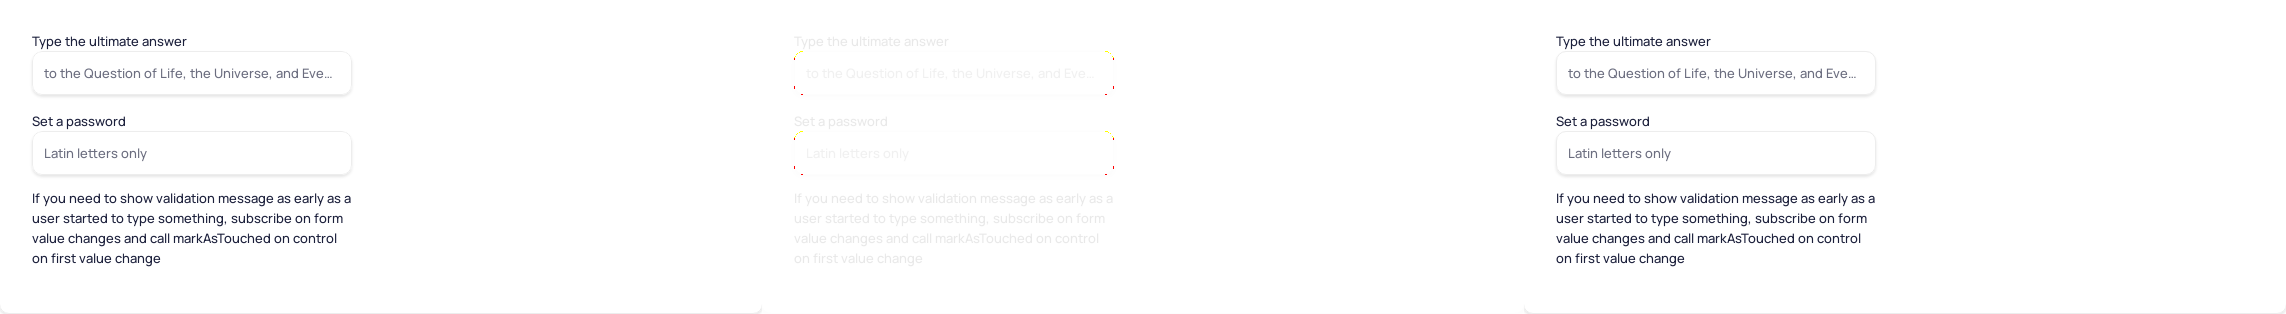 Type the ultimate answer
to the Question of Life, the Universe, and Eve...
Set a password
Latin letters only
If you need to show validation message as early as a
user started to type something, subscribe on form
value changes and call markAsTouched on control
on first value change
Type the ultimate answer
to the Question of Life, the Universe, and Eve...
Set a password
Latin letters only
If you need to show validation message as early as a
user started to type something, subscribe on form
value changes and call markAsTouched on control
on first value change
Type the ultimate answer
to the Question of Life, the Universe, and Eve...
Set a password
Latin letters only
If you need to show validation message as early as a
user started to type something, subscribe on form
value changes and call markAsTouched on control
on first value change